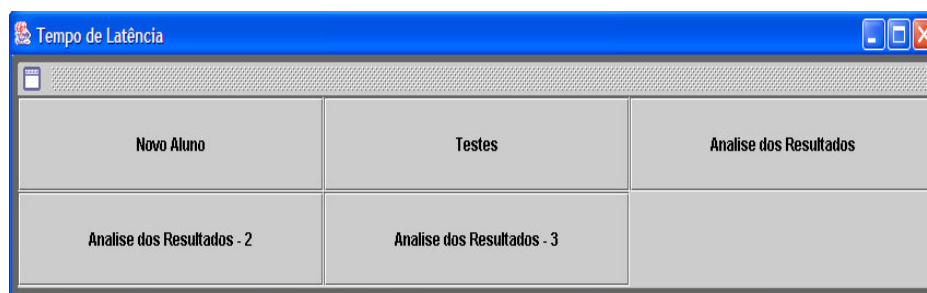 Tempo de Latência
Novo Aluno
Testes
Analise dos Resultados
Analise dos Resultados - 2
Analise dos Resultados - 3